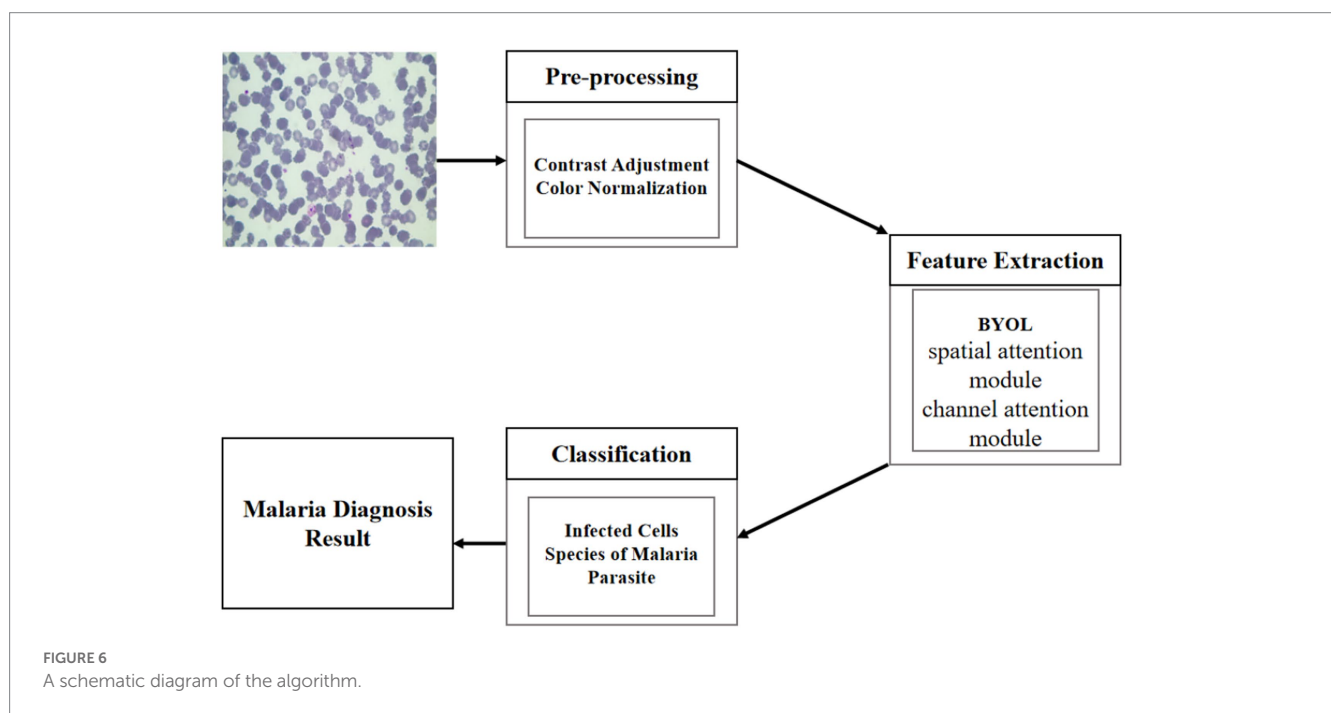 Pre-processing
Contrast Adjustment
Color Normalization
Feature Extraction
BYOL
spatial attention
module
channel attention
module
Classification
Infected Cells
Species of Malaria
Parasite
Malaria Diagnosis
Result
FIGURE 6
A schematic diagram of the algorithm.